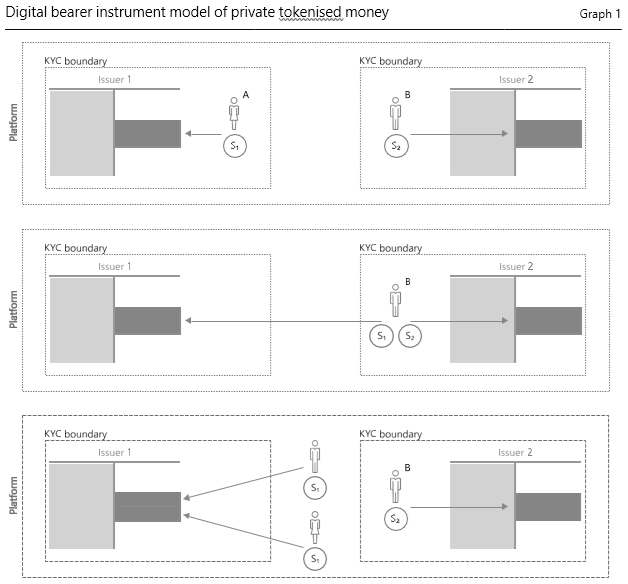 Digital bearer instrument model of private tokenised money
Graph 1
Platform
KYC boundary
Issuer 1
A
S₁
KYC boundary
Issuer 2
B
S₂
Platform
KYC boundary
Issuer 1
KYC boundary
Issuer 2
B
S₁
S₂
Platform
KYC boundary
Issuer 1
S₁
S₁
KYC boundary
Issuer 2
B
S₂